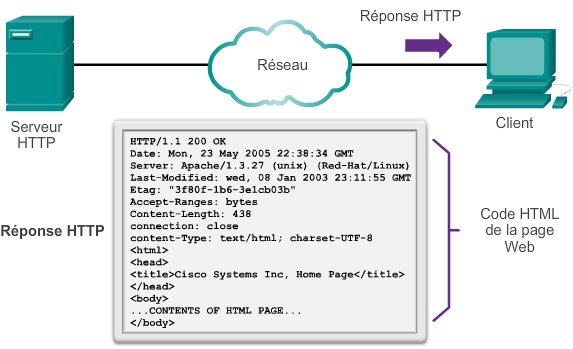 Réponse HTTP
Réseau
Serveur
HTTP
Client
HTTP/1.1 200 OK
Date: Mon, 23 May 2005 22:38:34 GMT
Server: Apache/1.3.27 (unix) (Red-Hat/Linux)
Last-Modified: wed, 08 Jan 2003 23:11:55 GMT
Etag: "3f80f-1b6-3e1cb03b"
Accept-Ranges: bytes
Content-Length: 438
connection: close
content-Type: text/html; charset-UTF-8
<html>
<head>
<title>Cisco Systems Inc, Home Page</title>
</head>
<body>
...CONTENTS OF HTML PAGE...
</body>
Réponse HTTP
Code HTML
de la page
Web